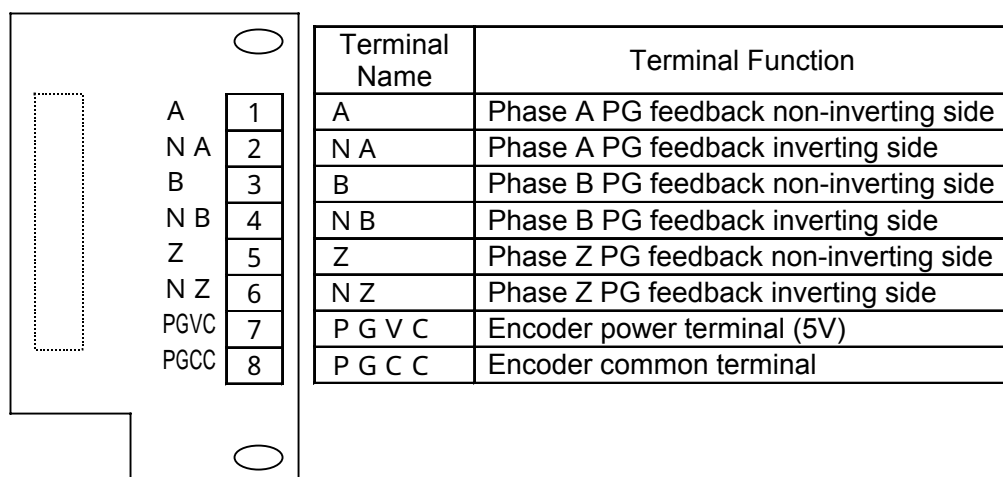 A 1
N A 2
B 3
N B 4
Z 5
N Z 6
PGVC 7
PGCC 8
Terminal Name Terminal Function
A Phase A PG feedback non-inverting side
N A Phase A PG feedback inverting side
B Phase B PG feedback non-inverting side
N B Phase B PG feedback inverting side
Z Phase Z PG feedback non-inverting side
N Z Phase Z PG feedback inverting side
P G V C Encoder power terminal (5V)
P G C C Encoder common terminal